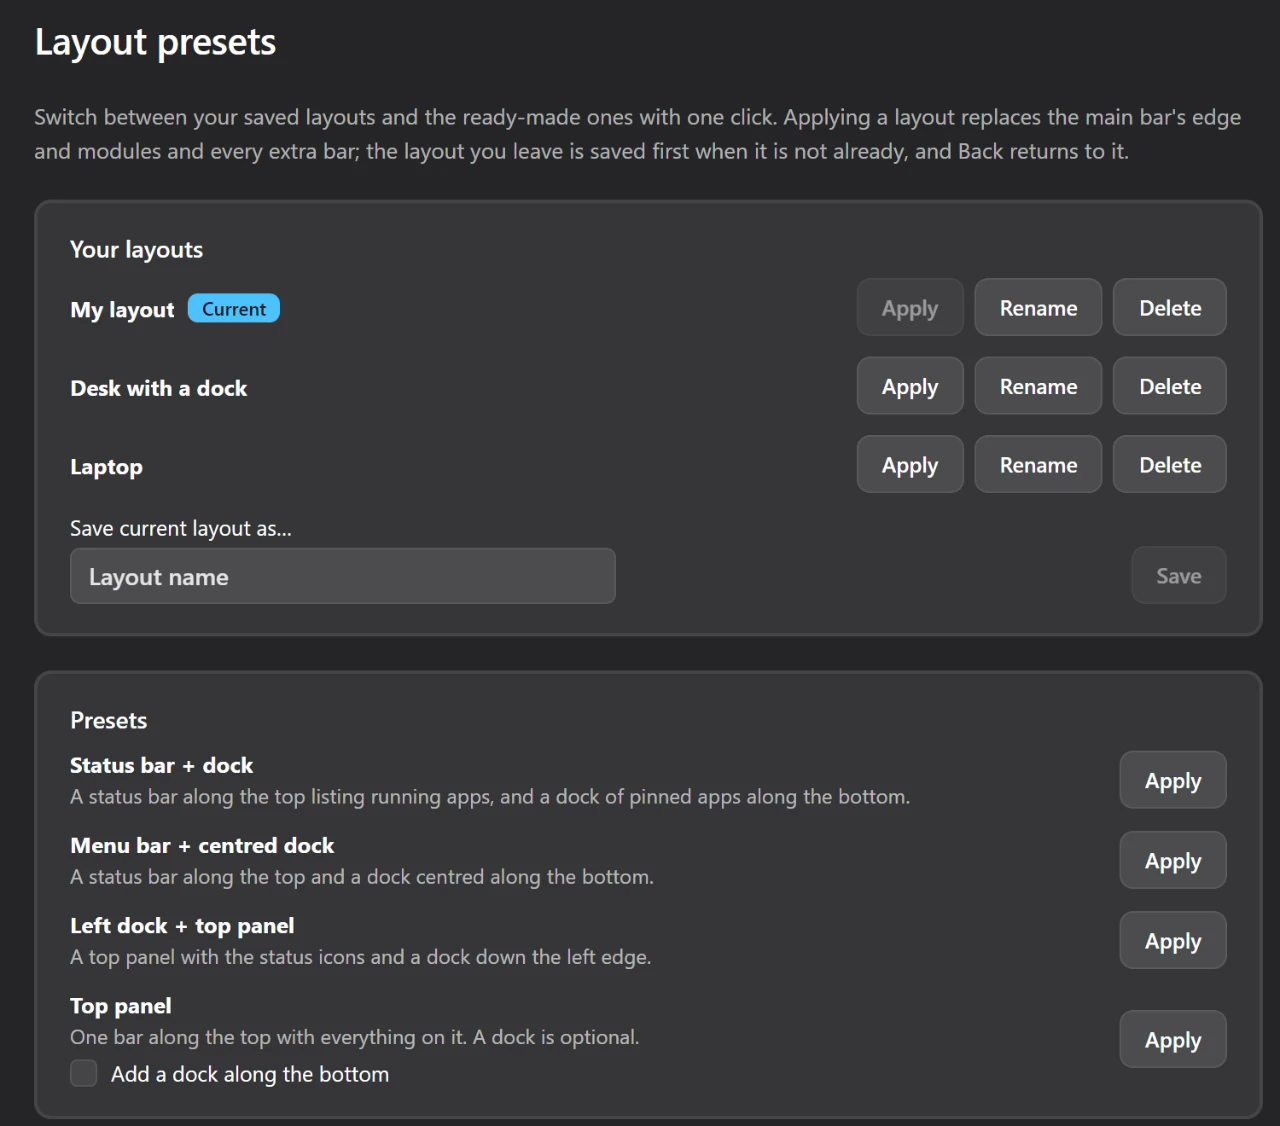 Layout presets
Switch between your saved layouts and the ready-made ones with one click. Applying a layout replaces the main bar's edge
and modules and every extra bar; the layout you leave is saved first when it is not already, and Back returns to it.
Your layouts
My layout Current Apply Rename Delete
Desk with a dock Apply Rename Delete
Laptop Apply Rename Delete
Save current layout as...
Layout name Save
Presets
Status bar + dock
A status bar along the top listing running apps, and a dock of pinned apps along the bottom.
Apply
Menu bar + centred dock
A status bar along the top and a dock centred along the bottom.
Apply
Left dock + top panel
A top panel with the status icons and a dock down the left edge.
Apply
Top panel
One bar along the top with everything on it. A dock is optional.
Apply
Add a dock along the bottom